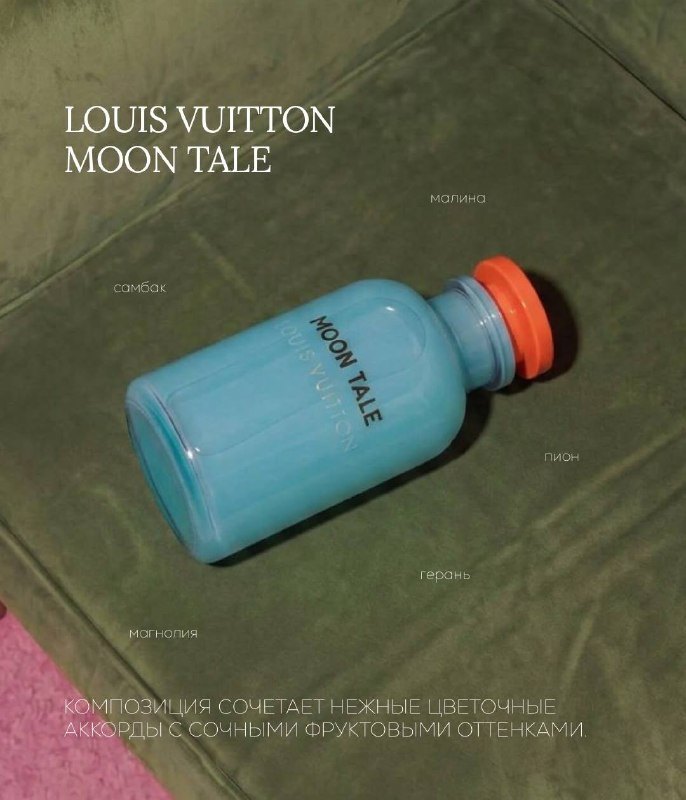 LOUIS VUITTON
MOON TALE
малина
самбак
MOON TALE
LOUIS VUITTON
пион
герань
магнолия
КОМПОЗИЦИЯ СОЧЕТАЕТ НЕЖНЫЕ ЦВЕТОЧНЫЕ
АККОРДЫ С СОЧНЫМИ ФРУКТОВЫМИ ОТТЕНКАМИ.